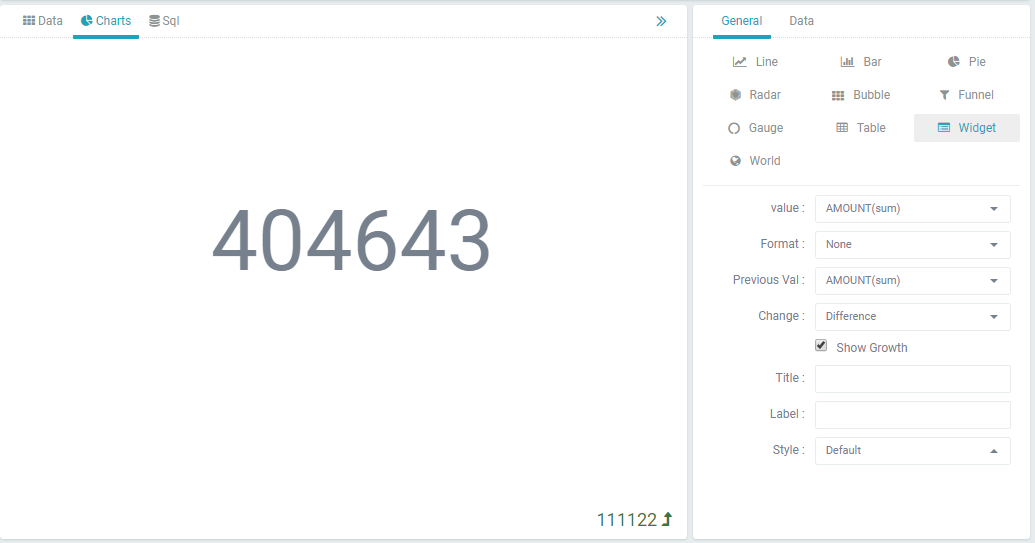 Data Charts Sql
404643
111122
General Data
Line Bar Pie
Radar Bubble Funnel
Gauge Table Widget
World
value : AMOUNT(sum)
Format : None
Previous Val : AMOUNT(sum)
Change : Difference
Show Growth
Title :
Label :
Style : Default